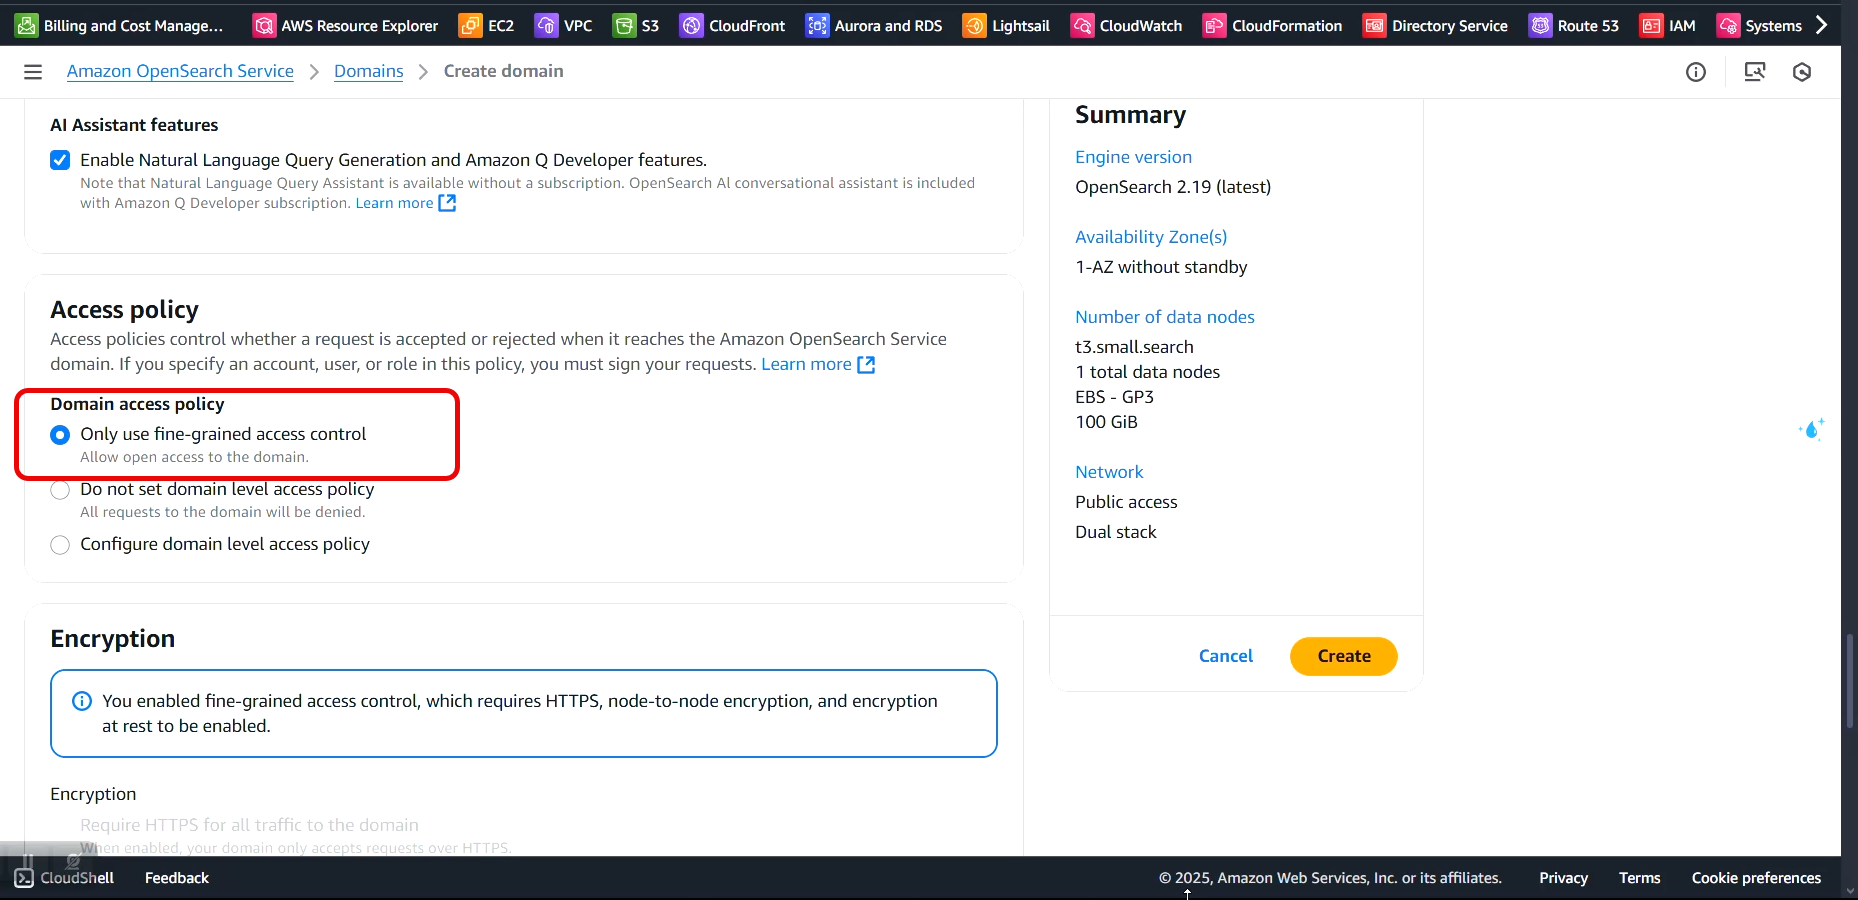 Billing and Cost Manage...
AWS Resource Explorer
EC2
VPC
S3
CloudFront
Aurora and RDS
Lightsail
CloudWatch
CloudFormation
Directory Service
Route 53
IAM
Systems
Amazon OpenSearch Service
Domains
Create domain
AI Assistant features
Enable Natural Language Query Generation and Amazon Q Developer features.
Note that Natural Language Query Assistant is available without a subscription. OpenSearch AI conversational assistant is included
with Amazon Q Developer subscription. Learn more
Access policy
Access policies control whether a request is accepted or rejected when it reaches the Amazon OpenSearch Service
domain. If you specify an account, user, or role in this policy, you must sign your requests. Learn more
Domain access policy
Only use fine-grained access control
Allow open access to the domain.
Do not set domain level access policy
All requests to the domain will be denied.
Configure domain level access policy
Encryption
You enabled fine-grained access control, which requires HTTPS, node-to-node encryption, and encryption
at rest to be enabled.
Encryption
Require HTTPS for all traffic to the domain
When enabled, your domain only accepts requests over HTTPS.
Summary
Engine version
OpenSearch 2.19 (latest)
Availability Zone(s)
1-AZ without standby
Number of data nodes
t3.small.search
1 total data nodes
EBS - GP3
100 GiB
Network
Public access
Dual stack
Cancel
Create
CloudShell
Feedback
© 2025, Amazon Web Services, Inc. or its affiliates.
Privacy
Terms
Cookie preferences